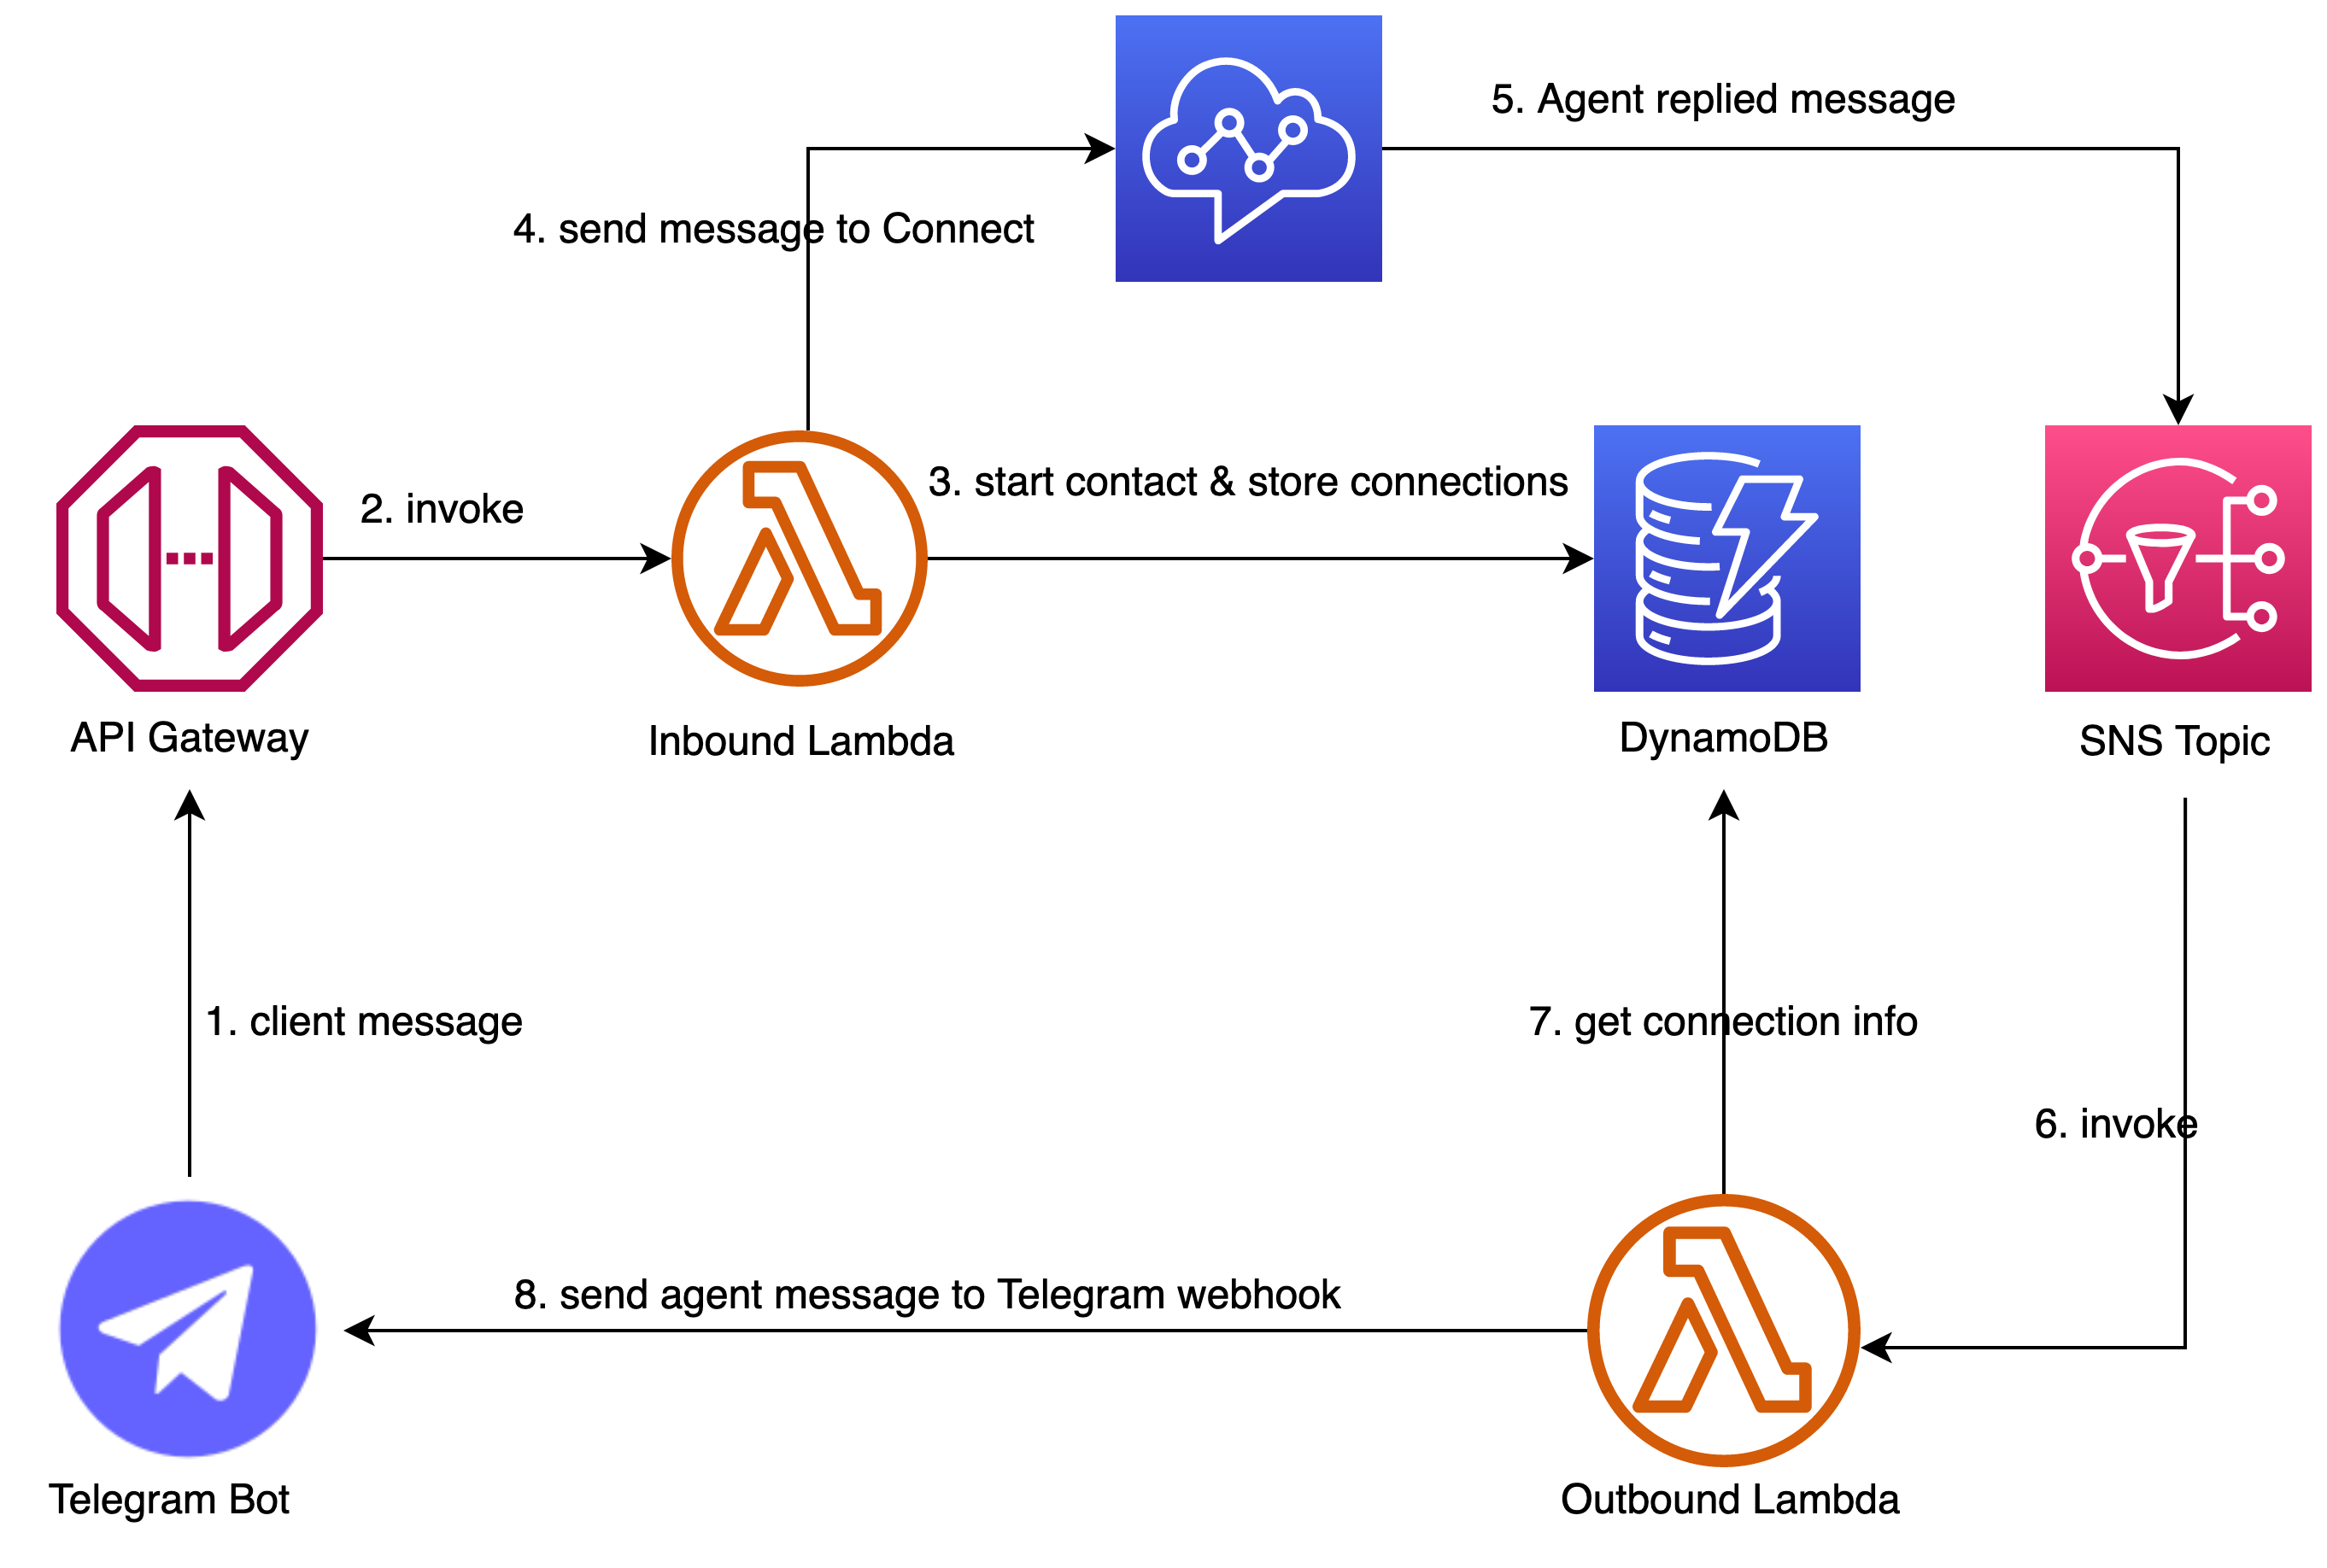 5. Agent replied message
4. send message to Connect
3. start contact & store connections
2. invoke
API Gateway
Inbound Lambda
DynamoDB
SNS Topic
1. client message
7. get connection info
6. invoke
8. send agent message to Telegram webhook
Telegram Bot
Outbound Lambda